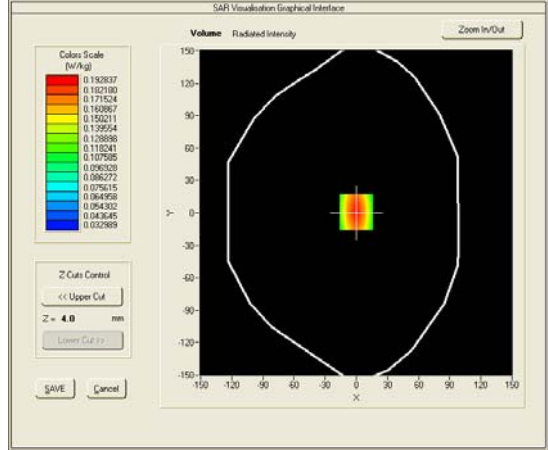 SAR Visualisation Graphical Interface
Volume Radiated Intensity
Zoom In/Out
Colors Scale
(W/kg)
0.192837
0.182180
0.171524
0.160867
0.150211
0.139554
0.128898
0.118241
0.107585
0.096928
0.086272
0.075615
0.064958
0.054302
0.043645
0.032989
Z Cuts Control
<< Upper Cut
Z = 4.0 mm
Lower Cut >>
SAVE Cancel
150
120
90
60
30
0
-30
-60
-90
-120
-150
Y
-150 -120 -90 -60 -30 0 30 60 90 120 150
X